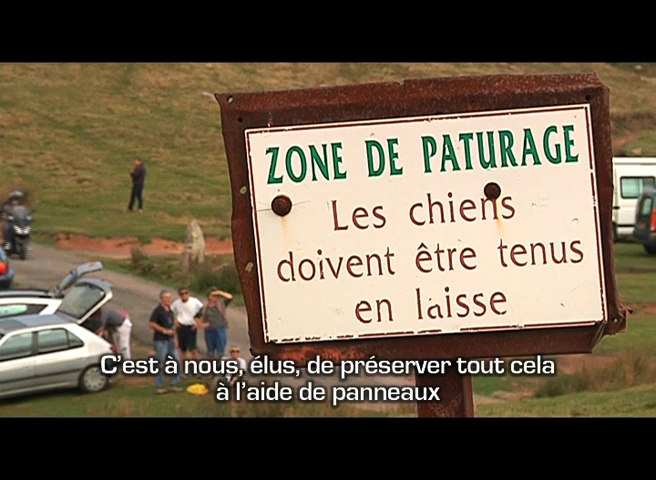 ZONE DE PATURAGE
Les chiens
doivent être tenus
en laisse
C'est à nous, élus, de préserver tout cela
à l'aide de panneaux